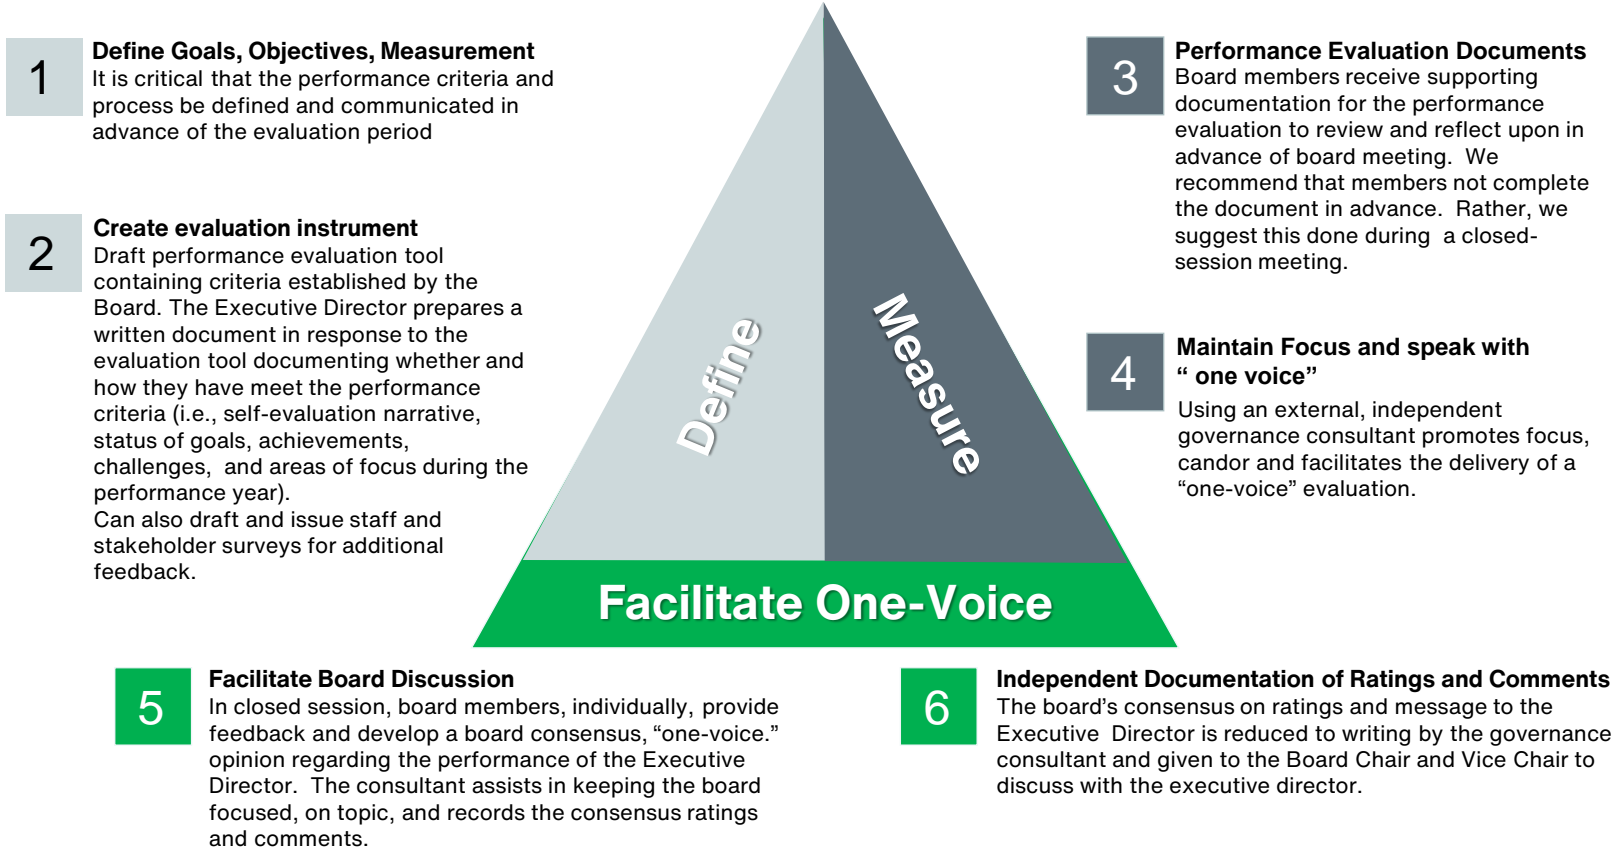 1
Define Goals, Objectives, Measurement
It is critical that the performance criteria and
process be defined and communicated in
advance of the evaluation period
2
Create evaluation instrument
Draft performance evaluation tool
containing criteria established by the
Board. The Executive Director prepares a
written document in response to the
evaluation tool documenting whether and
how they have meet the performance
criteria (i.e., self-evaluation narrative,
status of goals, achievements,
challenges,  and areas of focus during the
performance year).
Can also draft and issue staff and
stakeholder surveys for additional
feedback.
Define
Measure
Facilitate One-Voice
3
Performance Evaluation Documents
Board members receive supporting
documentation for the performance
evaluation to review and reflect upon in
advance of board meeting.  We
recommend that members not complete
the document in advance.  Rather, we
suggest this done during  a closed-
session meeting.
4
Maintain Focus and speak with
“ one voice”
Using an external, independent
governance consultant promotes focus,
candor and facilitates the delivery of a
“one-voice” evaluation.
5
Facilitate Board Discussion
In closed session, board members, individually, provide
feedback and develop a board consensus, “one-voice.”
opinion regarding the performance of the Executive
Director.  The consultant assists in keeping the board
focused, on topic, and records the consensus ratings
and comments.
6
Independent Documentation of Ratings and Comments
The board’s consensus on ratings and message to the
Executive  Director is reduced to writing by the governance
consultant and given to the Board Chair and Vice Chair to
discuss with the executive director.